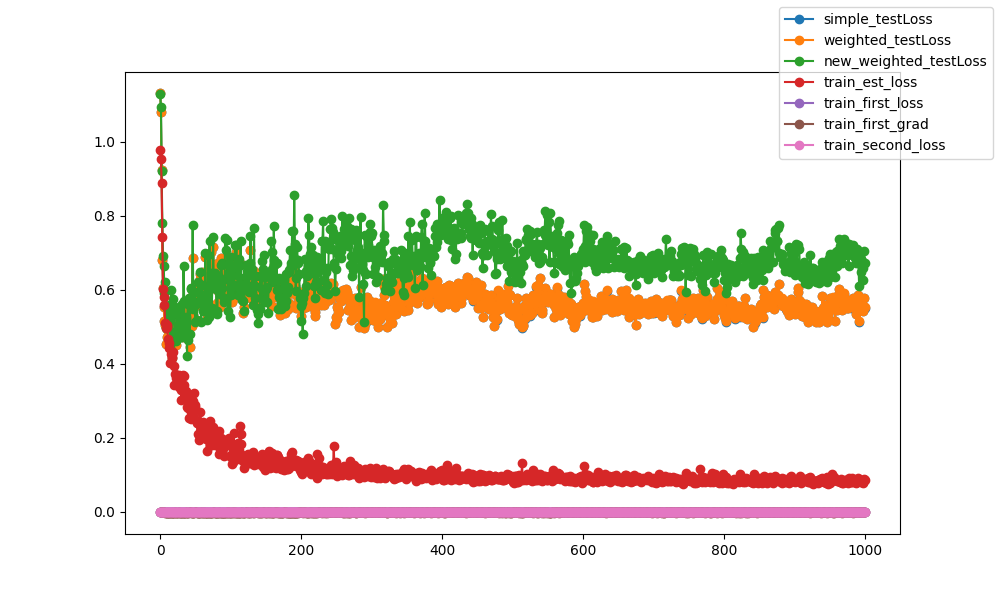 simple_testLoss
weighted_testLoss
new_weighted_testLoss
train_est_loss
train_first_loss
train_first_grad
train_second_loss
1.0
0.8
0.6
0.4
0.2
0.0
0 200 400 600 800 1000